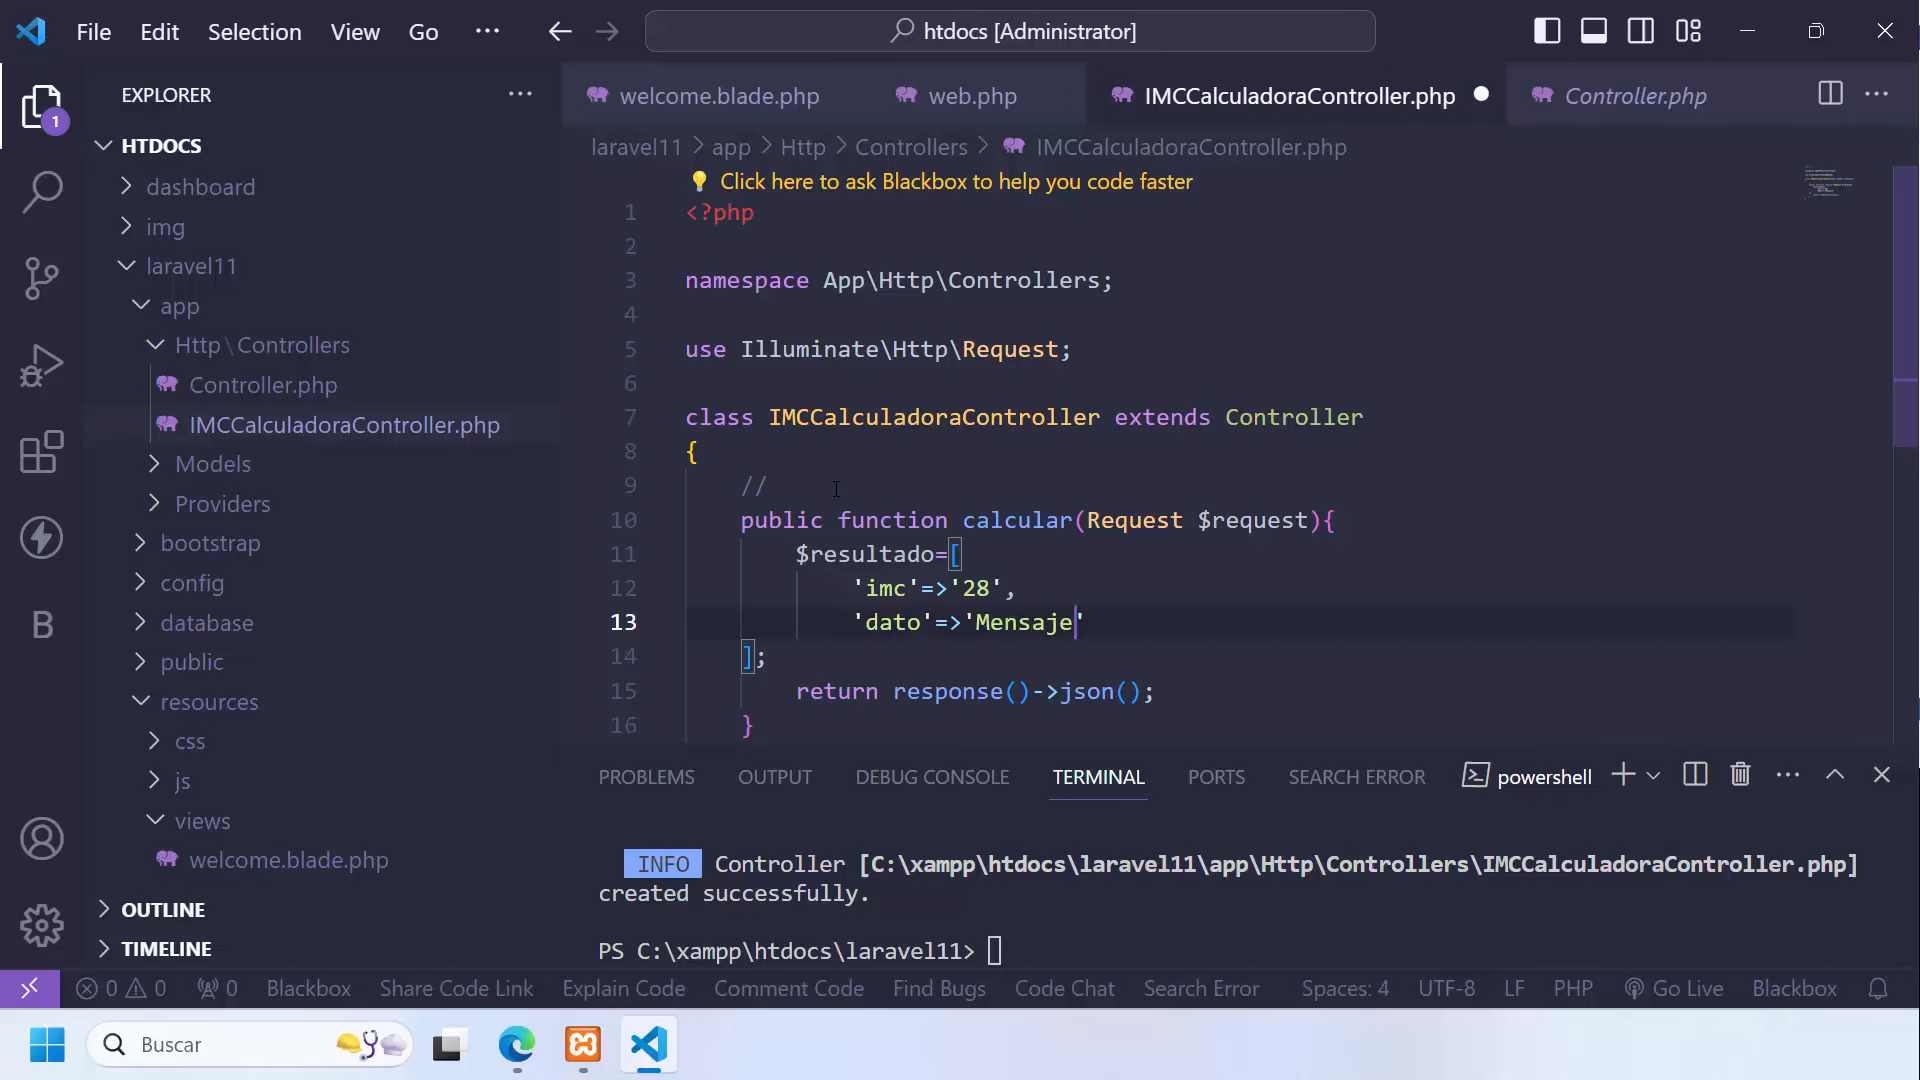 File Edit Selection View Go ··· htdocs [Administrator]
1
EXPLORER ···
HTDOCS
dashboard
img
laravel11
app
Http\Controllers
Controller.php
IMCCalculadoraController.php
Models
Providers
bootstrap
config
database
public
resources
css
js
views
welcome.blade.php
OUTLINE
TIMELINE
B
welcome.blade.php web.php IMCCalculadoraController.php Controller.php ···
laravel11 > app > Http > Controllers > IMCCalculadoraController.php
Click here to ask Blackbox to help you code faster
1 <?php
2
3 namespace App\Http\Controllers;
4
5 use Illuminate\Http\Request;
6
7 class IMCCalculadoraController extends Controller
8 {
9 //
10 public function calcular(Request $request){
11 $resultado=[
12 'imc'=>'28',
13 'dato'=>'Mensaje'
14 ];
15 return response()->json();
16 }
PROBLEMS OUTPUT DEBUG CONSOLE TERMINAL PORTS SEARCH ERROR powershell ···
INFO Controller [C:\xampp\htdocs\laravel11\app\Http\Controllers\IMCCalculadoraController.php]
created successfully.
PS C:\xampp\htdocs\laravel11>
0 0 0 Blackbox Share Code Link Explain Code Comment Code Find Bugs Code Chat Search Error Spaces: 4 UTF-8 LF PHP Go Live Blackbox
Buscar